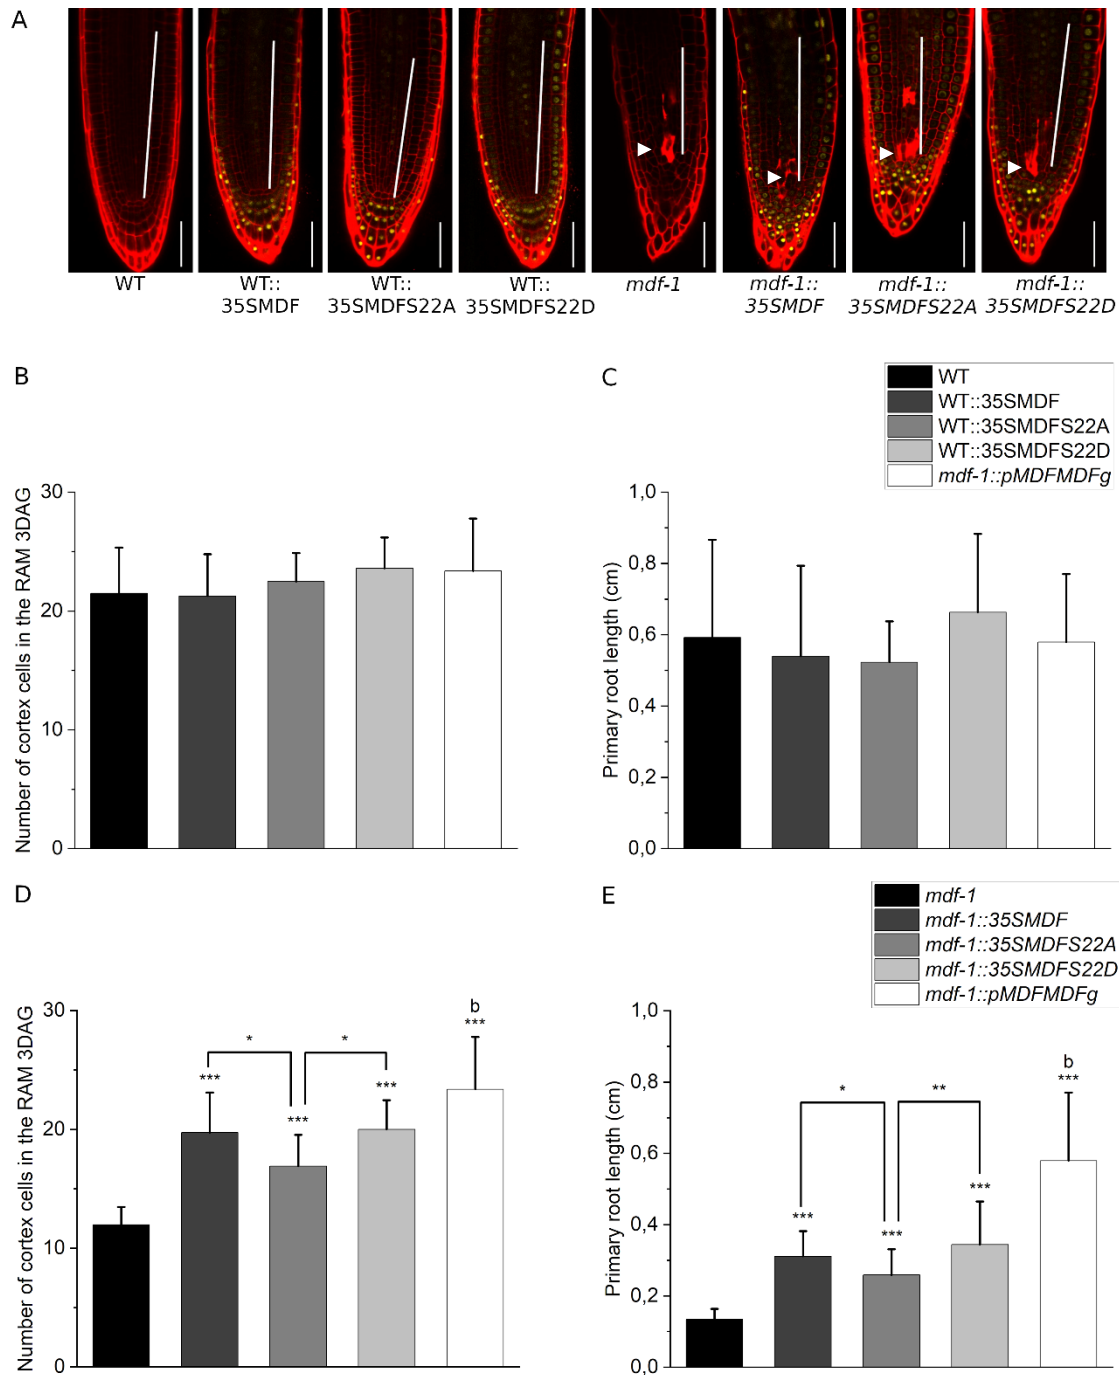 A
WT
WT::
35SMDF
WT::
35SMDFS22A
WT::
35SMDFS22D
mdf-1
mdf-1::
35SMDF
mdf-1::
35SMDFS22A
mdf-1::
35SMDFS22D
B
Number of cortex cells in the RAM 3DAG
30
20
10
0
C
WT
WT::35SMDF
WT::35SMDFS22A
WT::35SMDFS22D
mdf-1::pMDFMDFg
Primary root length (cm)
1,0
0,8
0,6
0,4
0,2
0,0
D
Number of cortex cells in the RAM 3DAG
30
20
10
0
***
*
***
*
***
b
***
E
mdf-1
mdf-1::35SMDF
mdf-1::35SMDFS22A
mdf-1::35SMDFS22D
mdf-1::pMDFMDFg
Primary root length (cm)
1,0
0,8
0,6
0,4
0,2
0,0
***
*
***
**
***
b
***